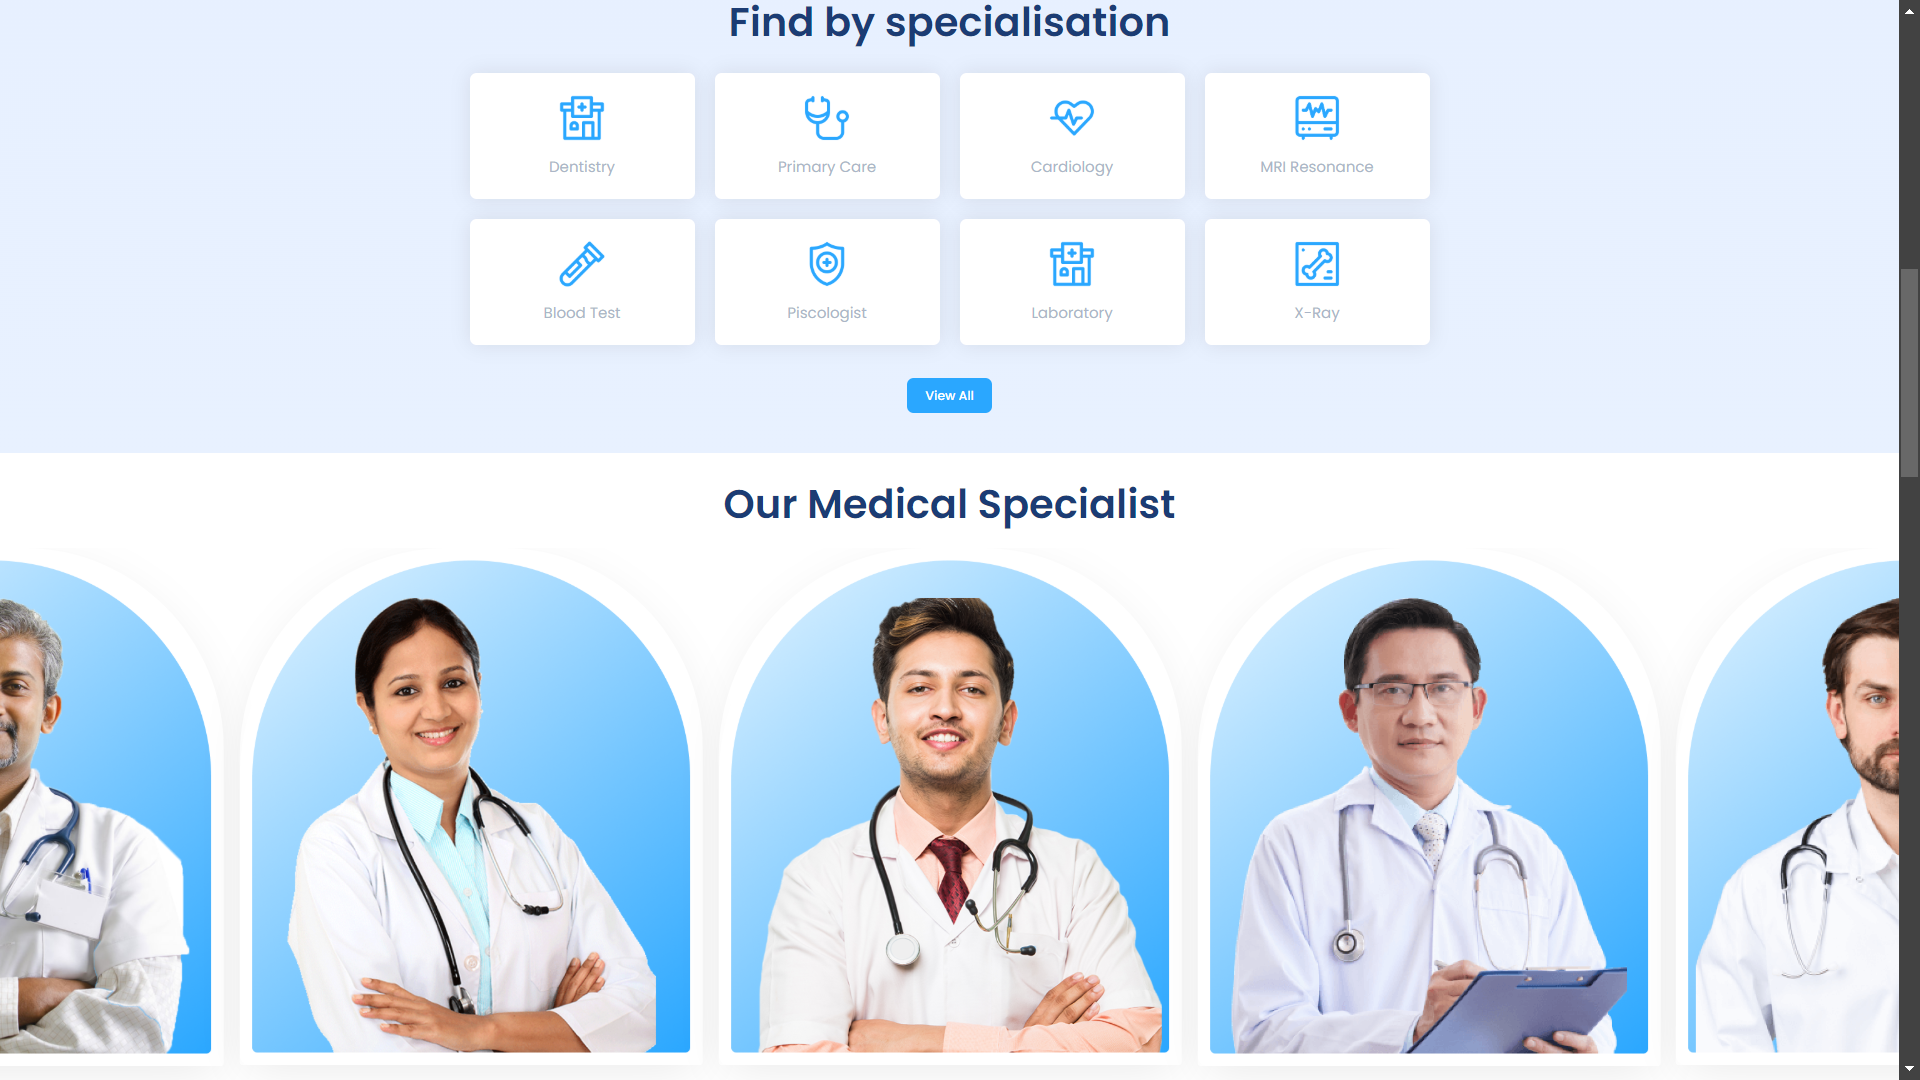 Find by specialisation
Dentistry
Primary Care
Cardiology
MRI Resonance
Blood Test
Piscologist
Laboratory
X-Ray
View All
Our Medical Specialist